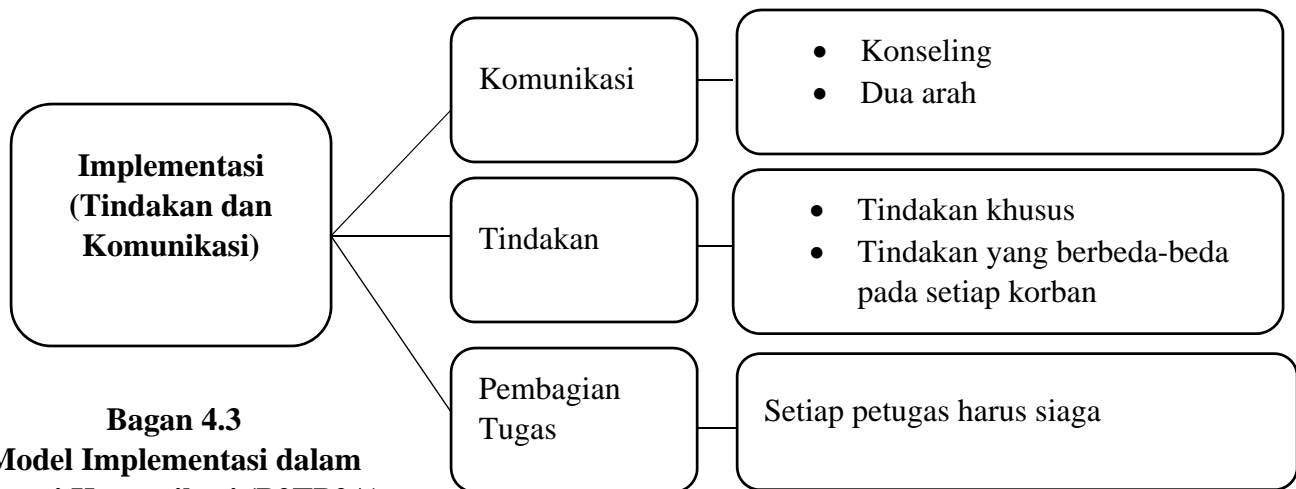 Implementasi
(Tindakan dan
Komunikasi)
Komunikasi
• Konseling
• Dua arah
Tindakan
• Tindakan khusus
• Tindakan yang berbeda-beda
pada setiap korban
Pembagian
Tugas
Setiap petugas harus siaga
Bagan 4.3
Model Implementasi dalam